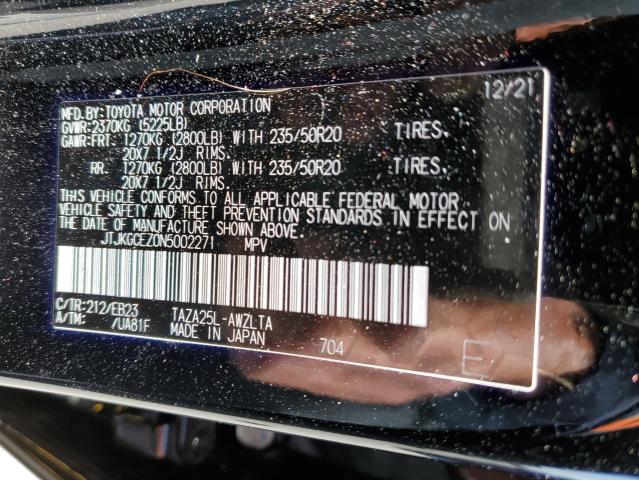 12/21
MFD.BY:TOYOTA MOTOR CORPORATION
GVWR:2370KG (5225LB)
GAWR:FRT. 1270KG (2800LB) WITH 235/50R20 TIRES.
20X7 1/2J RIMS.
RR. 1270KG (2800LB) WITH 235/50R20 TIRES.
20X7 1/2J RIMS.
THIS VEHICLE CONFORMS TO ALL APPLICABLE FEDERAL MOTOR
VEHICLE SAFETY AND THEFT PREVENTION STANDARDS IN EFFECT ON
THE DATE OF MANUFACTURE SHOWN ABOVE.
JTJKGCEZ0N5002271 MPV
C/TR:212/EB23 TAZA25L-AWZLTA
A/TM: /UA81F MADE IN JAPAN
704
E